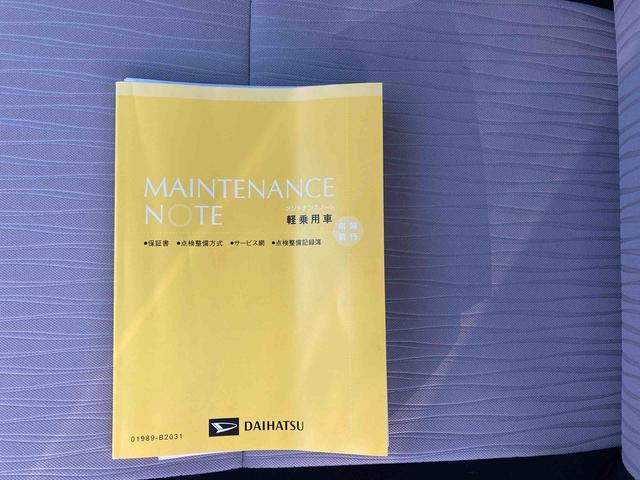 MAINTENANCE
NOTE
メンテナンスノート
軽乗用車
●保証書 ●点検整備方式 ●サービス網 ●点検整備記録簿
01989-B2031
DAIHATSU